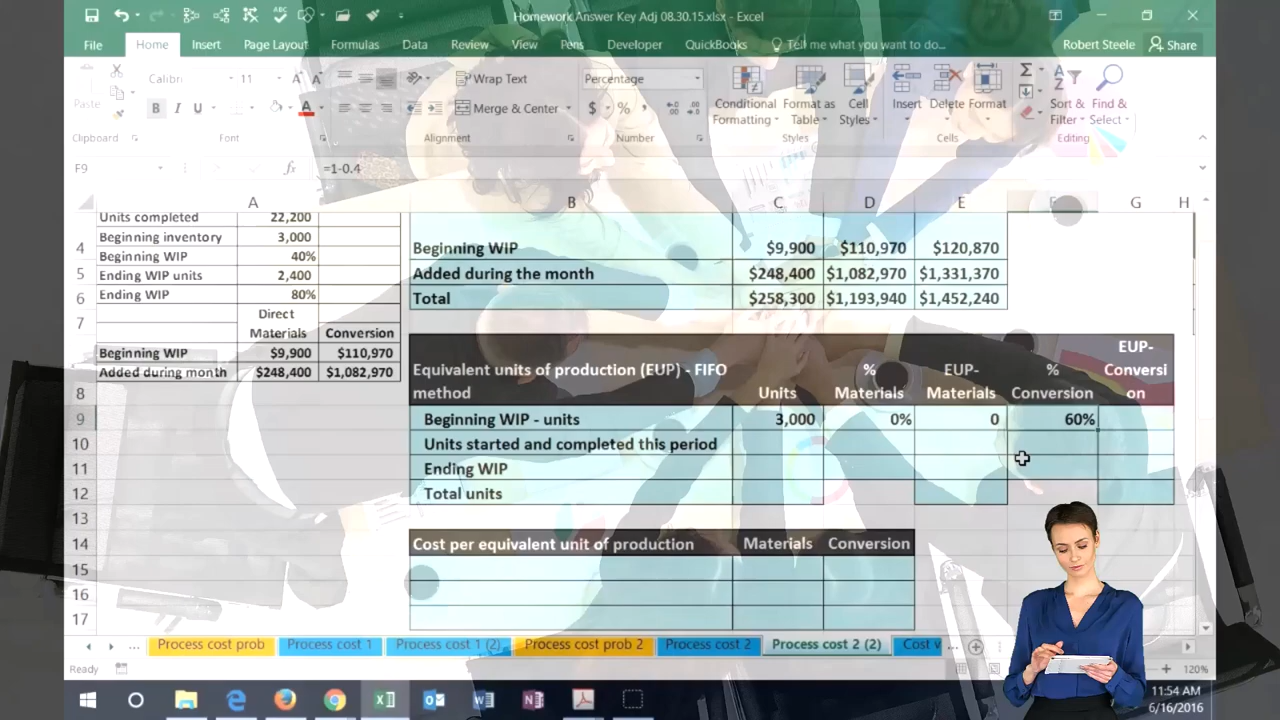 Homework Answer Key Adj 08.30.15.xlsx - Excel
File Home Insert Page Layout Formulas Data Review View Pens Developer QuickBooks Tell me what you want to do... Robert Steele Share
Paste Calibri 11 Wrap Text Percentage Conditional Formatting Format as Table Cell Styles Insert Delete Format Sort & Filter Find & Select
B I U A Merge & Center $ %
Clipboard Font Alignment Number Styles Cells Editing
F9 fx =1-0.4
A B C D E F G H
Units completed 22,200
Beginning inventory 3,000
Beginning WIP 40%
Ending WIP units 2,400
Ending WIP 80%
Direct
Materials Conversion
Beginning WIP $9,900 $110,970
Added during month $248,400 $1,082,970
4 Beginning WIP $9,900 $110,970 $120,870
5 Added during the month $248,400 $1,082,970 $1,331,370
6 Total $258,300 $1,193,940 $1,452,240
7
EUP-
Equivalent units of production (EUP) - FIFO % EUP- % Conversi
8 method Units Materials Materials Conversion on
9 Beginning WIP - units 3,000 0% 0 60%
10 Units started and completed this period
11 Ending WIP
12 Total units
13
14 Cost per equivalent unit of production Materials Conversion
15
16
17
... Process cost prob Process cost 1 Process cost 1 (2) Process cost prob 2 Process cost 2 Process cost 2 (2) Cost v ...
Ready 120%
11:54 AM
6/16/2016